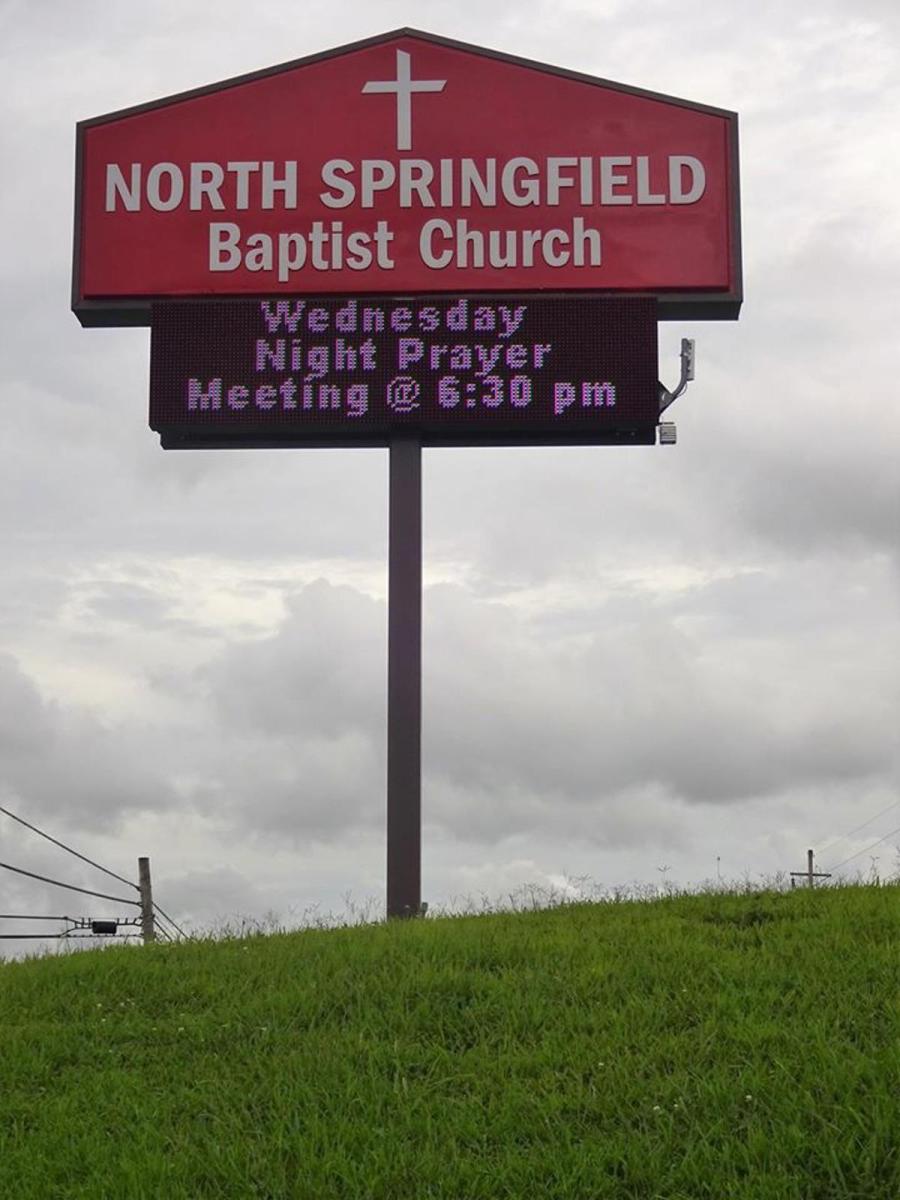 NORTH SPRINGFIELD
Baptist Church
Wednesday
Night Prayer
Meeting @ 6:30 pm